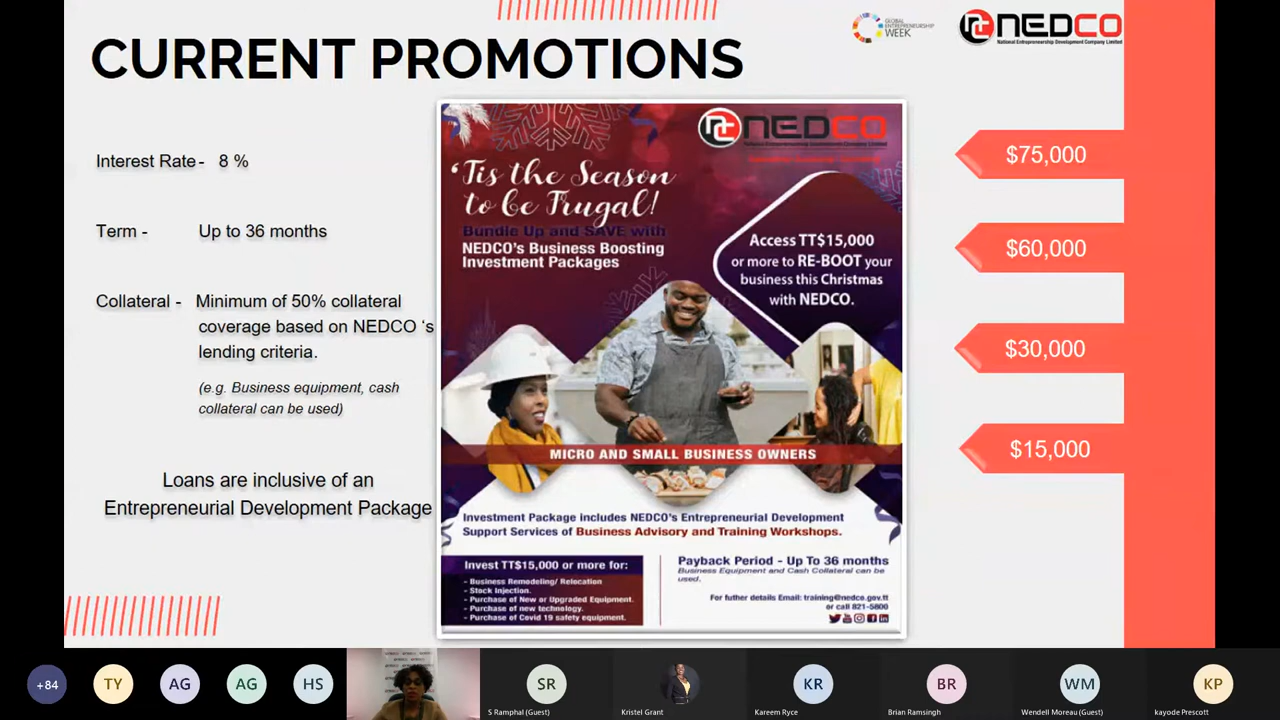 CURRENT PROMOTIONS
GLOBAL
ENTREPRENEURSHIP
WEEK
NEDCO
National Entrepreneurship Development Company Limited
Interest Rate - 8 %
Term - Up to 36 months
Collateral - Minimum of 50% collateral
coverage based on NEDCO ‘s
lending criteria.
(e.g. Business equipment, cash
collateral can be used)
Loans are inclusive of an
Entrepreneurial Development Package
NEDCO
National Entrepreneurship Development Company Limited
‘Tis the Season
to be Frugal!
Bundle Up and SAVE with
NEDCO's Business Boosting
Investment Packages
Access TT$15,000
or more to RE-BOOT your
business this Christmas
with NEDCO.
MICRO AND SMALL BUSINESS OWNERS
Investment Package includes NEDCO's Entrepreneurial Development
Support Services of Business Advisory and Training Workshops.
Invest TT$15,000 or more for:
- Business Remodeling/ Relocation
- Stock Injection.
- Purchase of New or Upgraded Equipment.
- Purchase of new technology.
- Purchase of Covid 19 safety equipment.
Payback Period - Up To 36 months
Business Equipment and Cash Collateral can be
used.
For futher details Email: training@nedco.gov.tt
or call 821-5600
$75,000
$60,000
$30,000
$15,000
+84
TY
AG
AG
HS
SR
S Ramphal (Guest)
Kristel Grant
KR
Kareem Ryce
BR
Brian Ramsingh
WM
Wendell Moreau (Guest)
KP
kayode Prescott